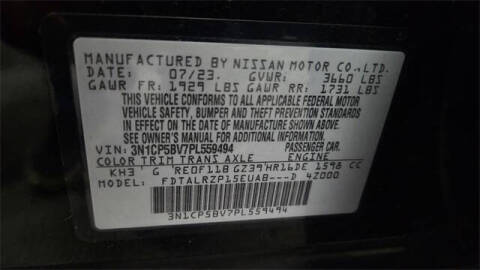 MANUFACTURED BY NISSAN MOTOR CO.,LTD.
DATE: 07/23. GVWR: 3660 LBS
GAWR FR: 1929 LBS GAWR RR: 1731 LBS
THIS VEHICLE CONFORMS TO ALL APPLICABLE FEDERAL MOTOR
VEHICLE SAFETY, BUMPER AND THEFT PREVENTION STANDARDS
IN EFFECT ON THE DATE OF MANUFACTURE SHOWN ABOVE.
SEE OWNER'S MANUAL FOR ADDITIONAL INFORMATION
VIN: 3N1CP5BV7PL559494 PASSENGER CAR.
COLOR TRIM TRANS AXLE ENGINE
KH3 G RE0F11B GZ39 HR16DE 1598 CC
MODEL: FDTALRZP15EUAB---D 42000
3N1CP5BV7PL559494